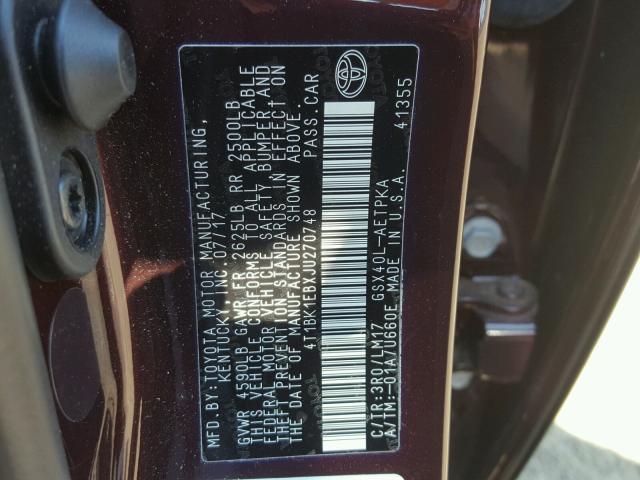 MFD.BY:TOYOTA MOTOR MANUFACTURING,
KENTUCKY, INC. 07/17
GVWR 4590LB GAWR FR 2625LB RR 2500LB
THIS VEHICLE CONFORMS TO ALL APPLICABLE
FEDERAL MOTOR VEHICLE SAFETY BUMPER, AND
THEFT PREVENTION STANDARDS IN EFFECT ON
THE DATE OF MANUFACTURE SHOWN ABOVE.
4T1BK1EBXJU270748 PASS.CAR
C/TR:3R0/LM17 GSX40L-AETPKA
A/TM:-01A/U660E MADE IN U.S.A.
41355